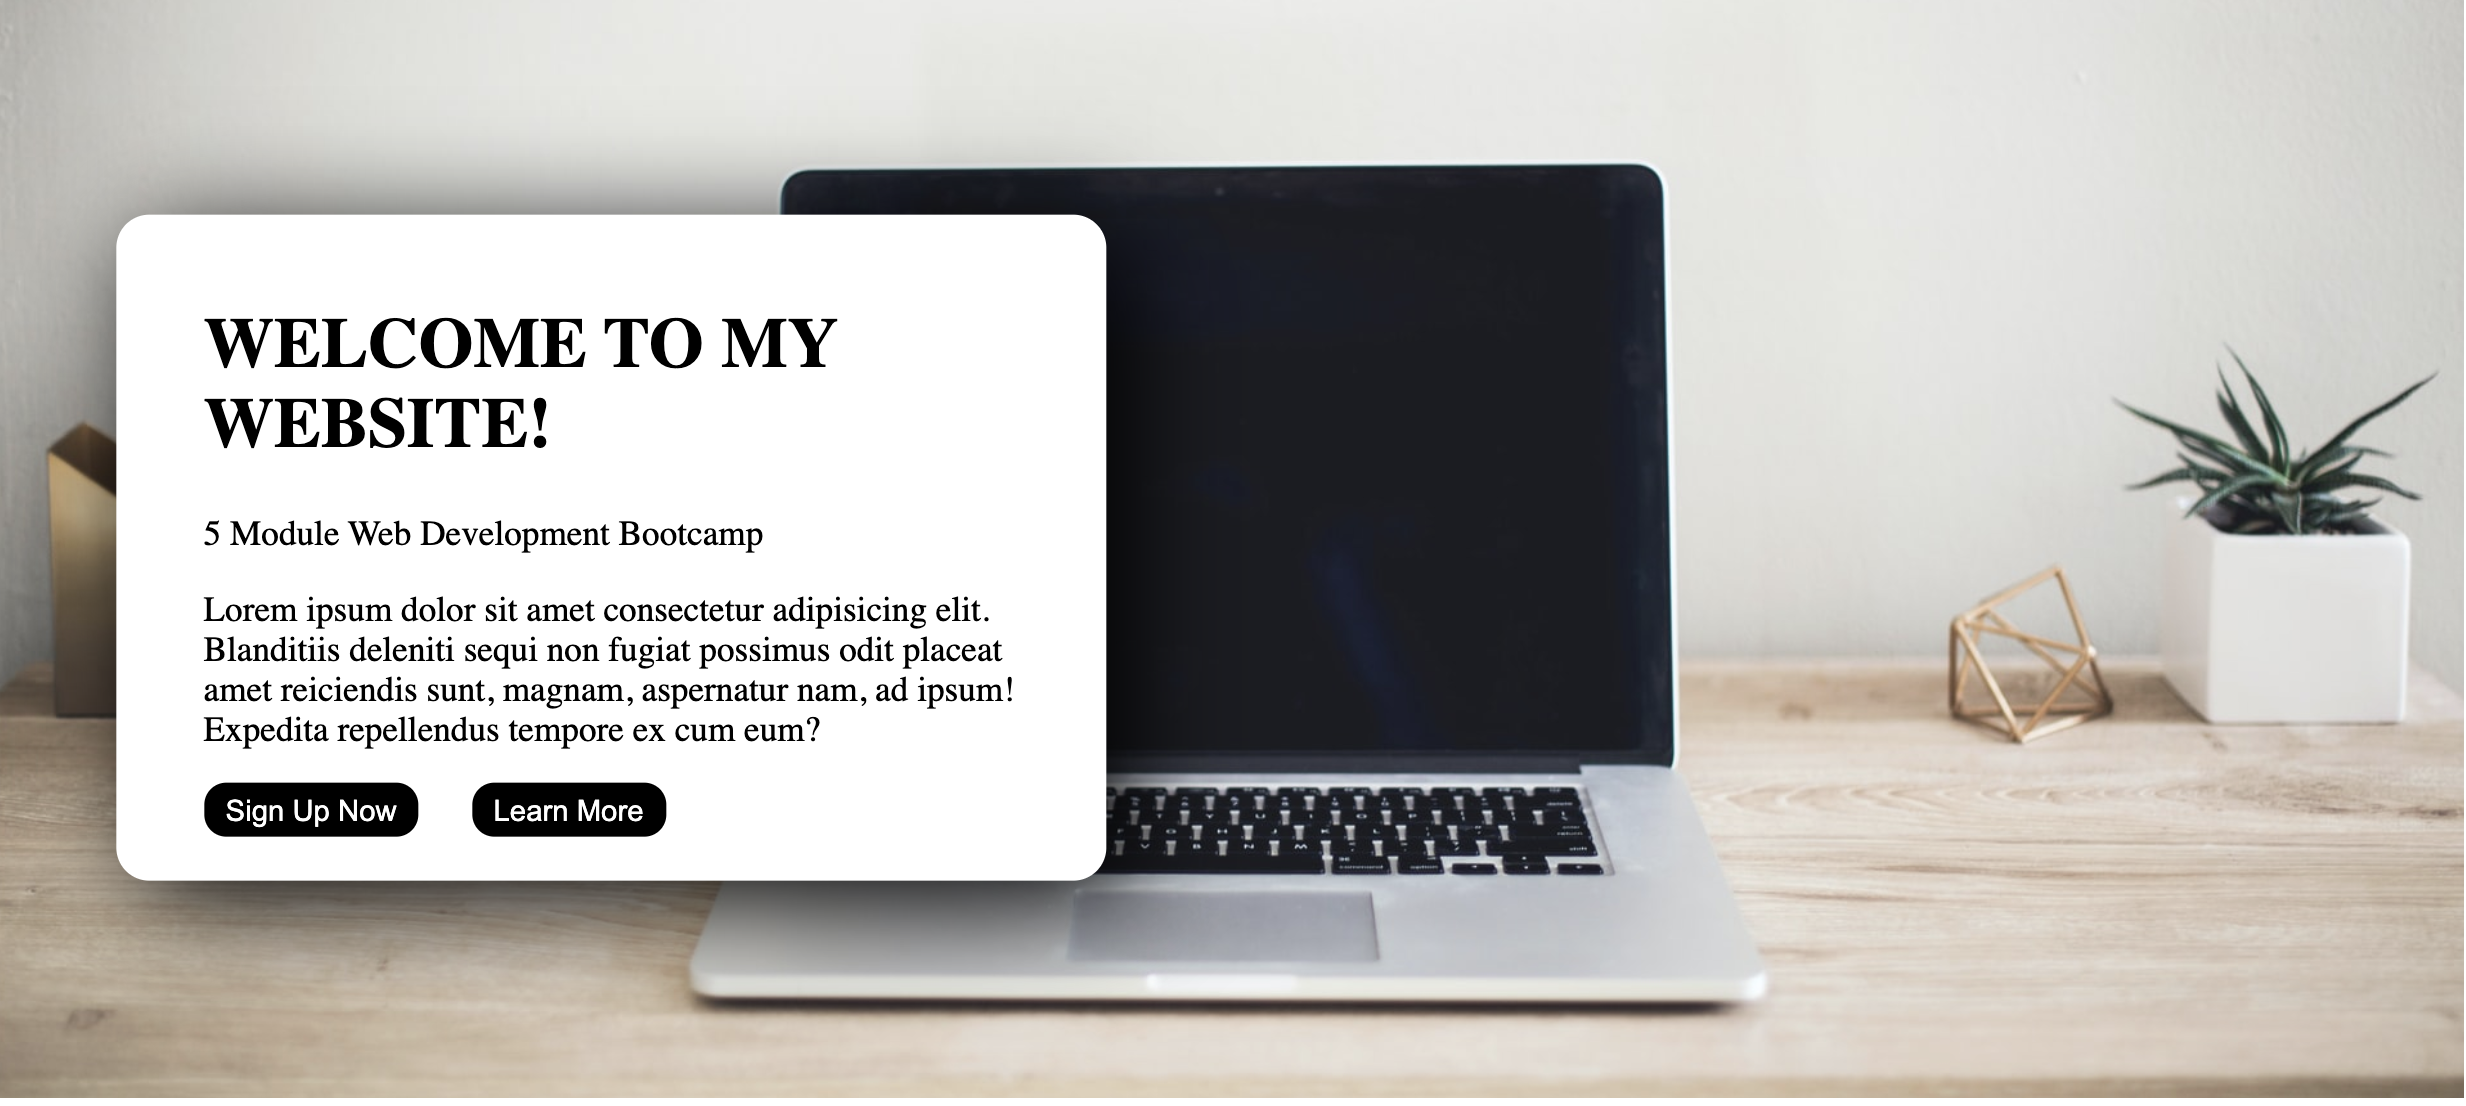 WELCOME TO MY
WEBSITE!
5 Module Web Development Bootcamp
Lorem ipsum dolor sit amet consectetur adipisicing elit.
Blanditiis deleniti sequi non fugiat possimus odit placeat
amet reiciendis sunt, magnam, aspernatur nam, ad ipsum!
Expedita repellendus tempore ex cum eum?
Sign Up Now Learn More